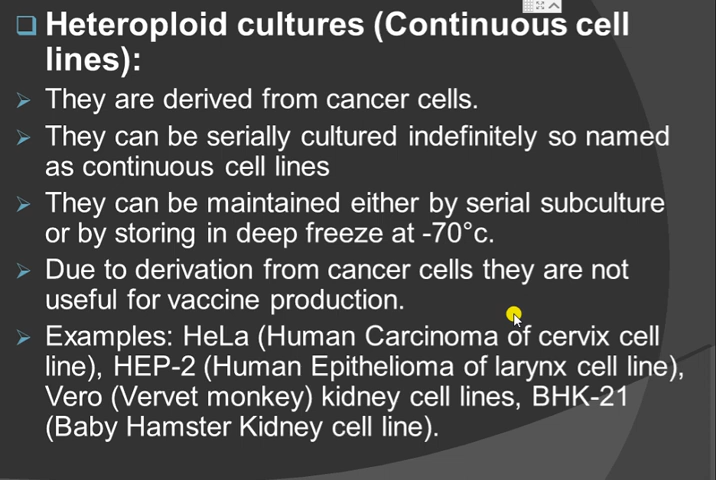 Heteroploid cultures (Continuous cell
lines):
They are derived from cancer cells.
They can be serially cultured indefinitely so named
as continuous cell lines
They can be maintained either by serial subculture
or by storing in deep freeze at -70°c.
Due to derivation from cancer cells they are not
useful for vaccine production.
Examples: HeLa (Human Carcinoma of cervix cell
line), HEP-2 (Human Epithelioma of larynx cell line),
Vero (Vervet monkey) kidney cell lines, BHK-21
(Baby Hamster Kidney cell line).